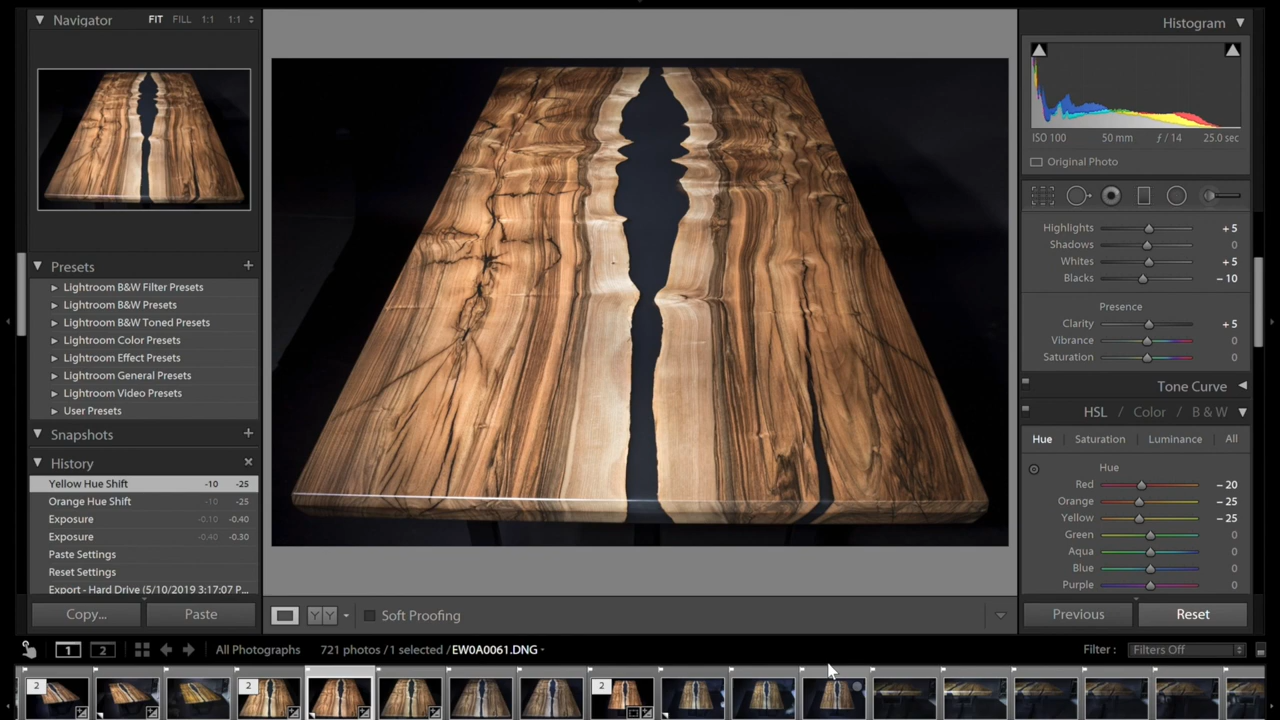 Navigator FIT FILL 1:1 1:1
Presets
Lightroom B&W Filter Presets
Lightroom B&W Presets
Lightroom B&W Toned Presets
Lightroom Color Presets
Lightroom Effect Presets
Lightroom General Presets
Lightroom Video Presets
User Presets
Snapshots
History
Yellow Hue Shift -10 -25
Orange Hue Shift -10 -25
Exposure -0.10 -0.40
Exposure -0.40 -0.30
Paste Settings
Reset Settings
Export - Hard Drive (5/10/2019 3:17:07 P...
Copy... Paste
Soft Proofing
Histogram
ISO 100 50 mm ƒ / 14 25.0 sec
Original Photo
Highlights + 5
Shadows 0
Whites + 5
Blacks – 10
Presence
Clarity + 5
Vibrance 0
Saturation 0
Tone Curve
HSL / Color / B & W
Hue Saturation Luminance All
Hue
Red – 20
Orange – 25
Yellow – 25
Green 0
Aqua 0
Blue 0
Purple 0
Previous Reset
1 2 All Photographs 721 photos / 1 selected / EW0A0061.DNG
Filter : Filters Off
2 2 2